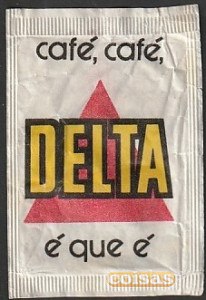 café, café,
DELTA
é que é
coisas